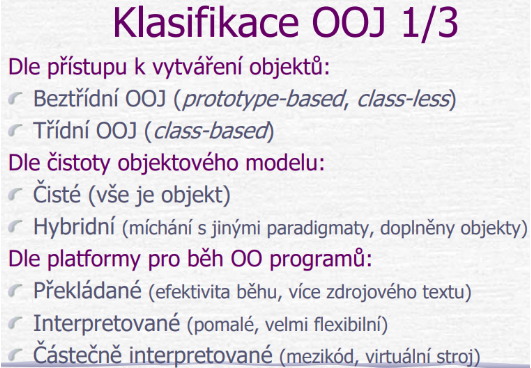 Klasifikace OOJ 1/3
Dle přístupu k vytváření objektů:
Beztřídní OOJ (prototype-based, class-less)
Třídní OOJ (class-based)
Dle čistoty objektového modelu:
Čisté (vše je objekt)
Hybridní (míchání s jinými paradigmaty, doplněny objekty)
Dle platformy pro běh OO programů:
Překládané (efektivita běhu, více zdrojového textu)
Interpretované (pomalé, velmi flexibilní)
Částečně interpretované (mezikód, virtuální stroj)